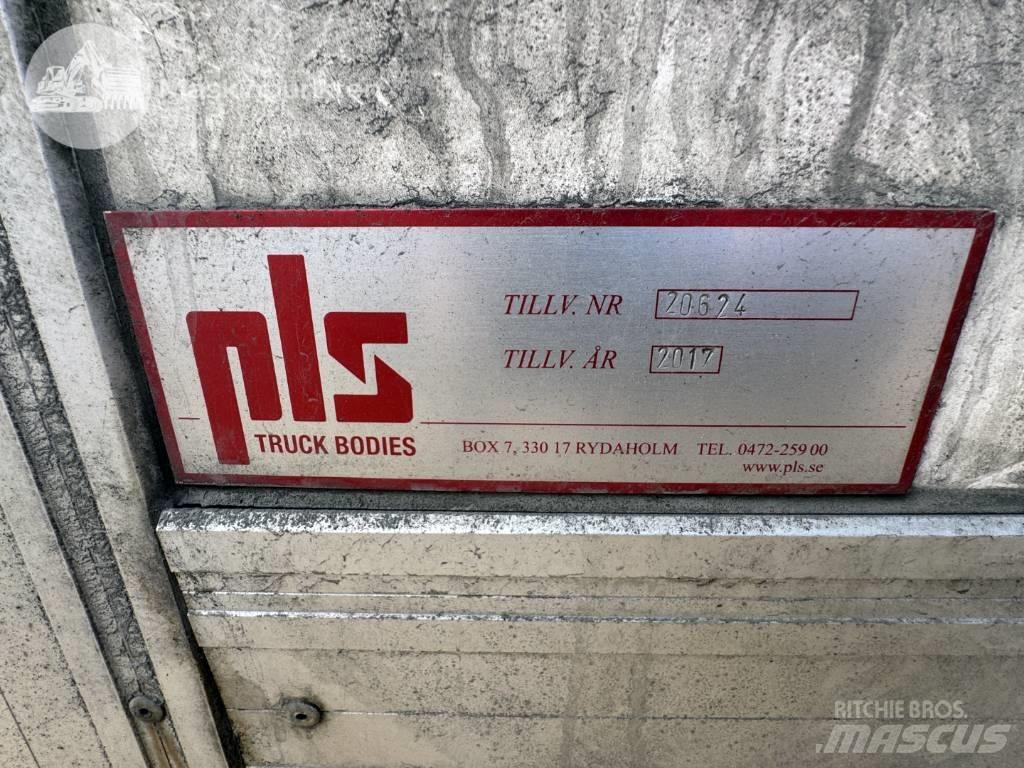 pls
TRUCK BODIES
TILLV. NR 20624
TILLV. ÅR 2017
BOX 7, 330 17 RYDAHOLM TEL. 0472-259 00
www.pls.se
RITCHIE BROS.
MASCUS